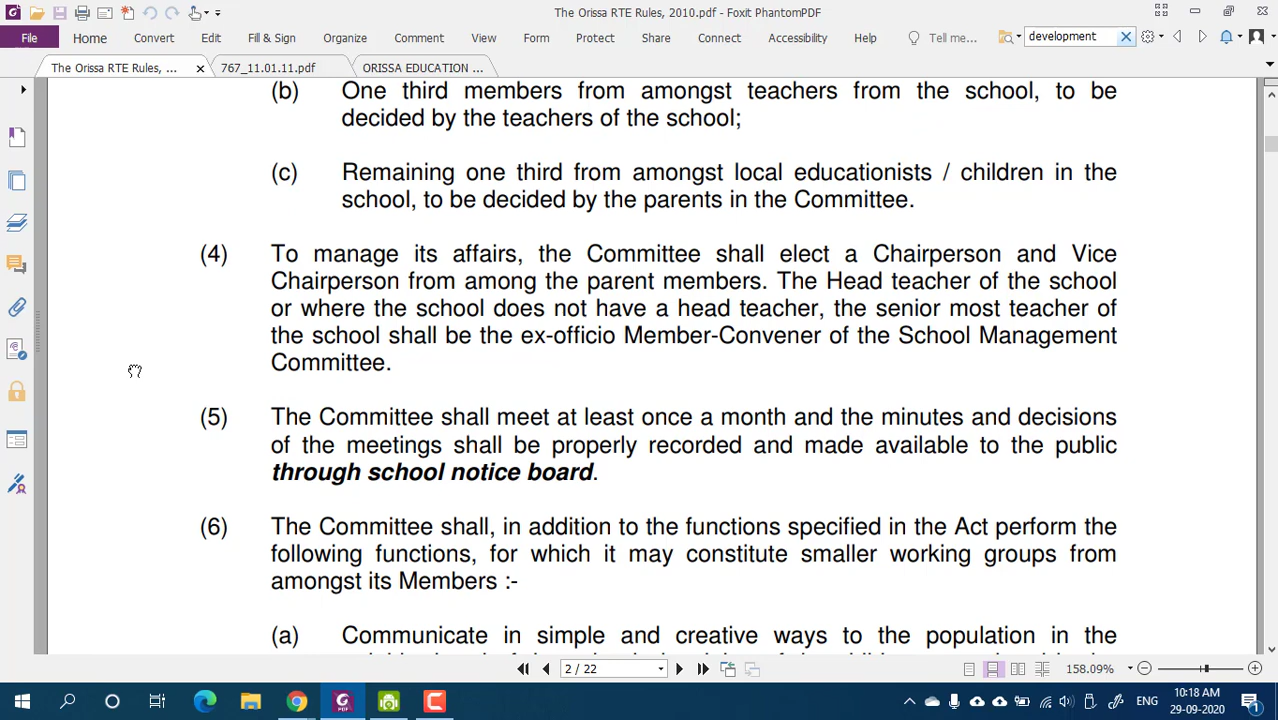 The Orissa RTE Rules, 2010.pdf - Foxit PhantomPDF
File Home Convert Edit Fill & Sign Organize Comment View Form Protect Share Connect Accessibility Help Tell me... development
The Orissa RTE Rules, ... 767_11.01.11.pdf ORISSA EDUCATION ...
(b) One third members from amongst teachers from the school, to be
decided by the teachers of the school;
(c) Remaining one third from amongst local educationists / children in the
school, to be decided by the parents in the Committee.
(4) To manage its affairs, the Committee shall elect a Chairperson and Vice
Chairperson from among the parent members. The Head teacher of the school
or where the school does not have a head teacher, the senior most teacher of
the school shall be the ex-officio Member-Convener of the School Management
Committee.
(5) The Committee shall meet at least once a month and the minutes and decisions
of the meetings shall be properly recorded and made available to the public
through school notice board.
(6) The Committee shall, in addition to the functions specified in the Act perform the
following functions, for which it may constitute smaller working groups from
amongst its Members :-
(a) Communicate in simple and creative ways to the population in the
2 / 22 158.09%
ENG 10:18 AM
29-09-2020